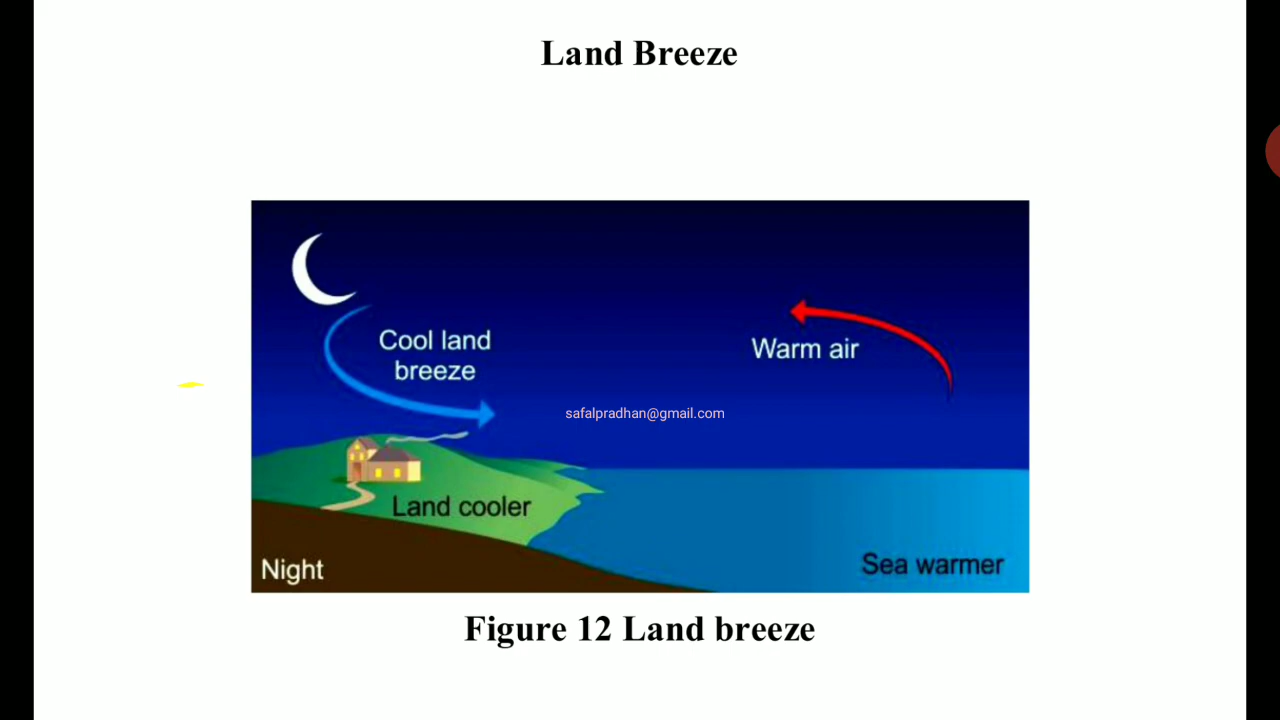 Land Breeze
Cool land
breeze
Warm air
safalpradhan@gmail.com
Land cooler
Night
Sea warmer
Figure 12 Land breeze